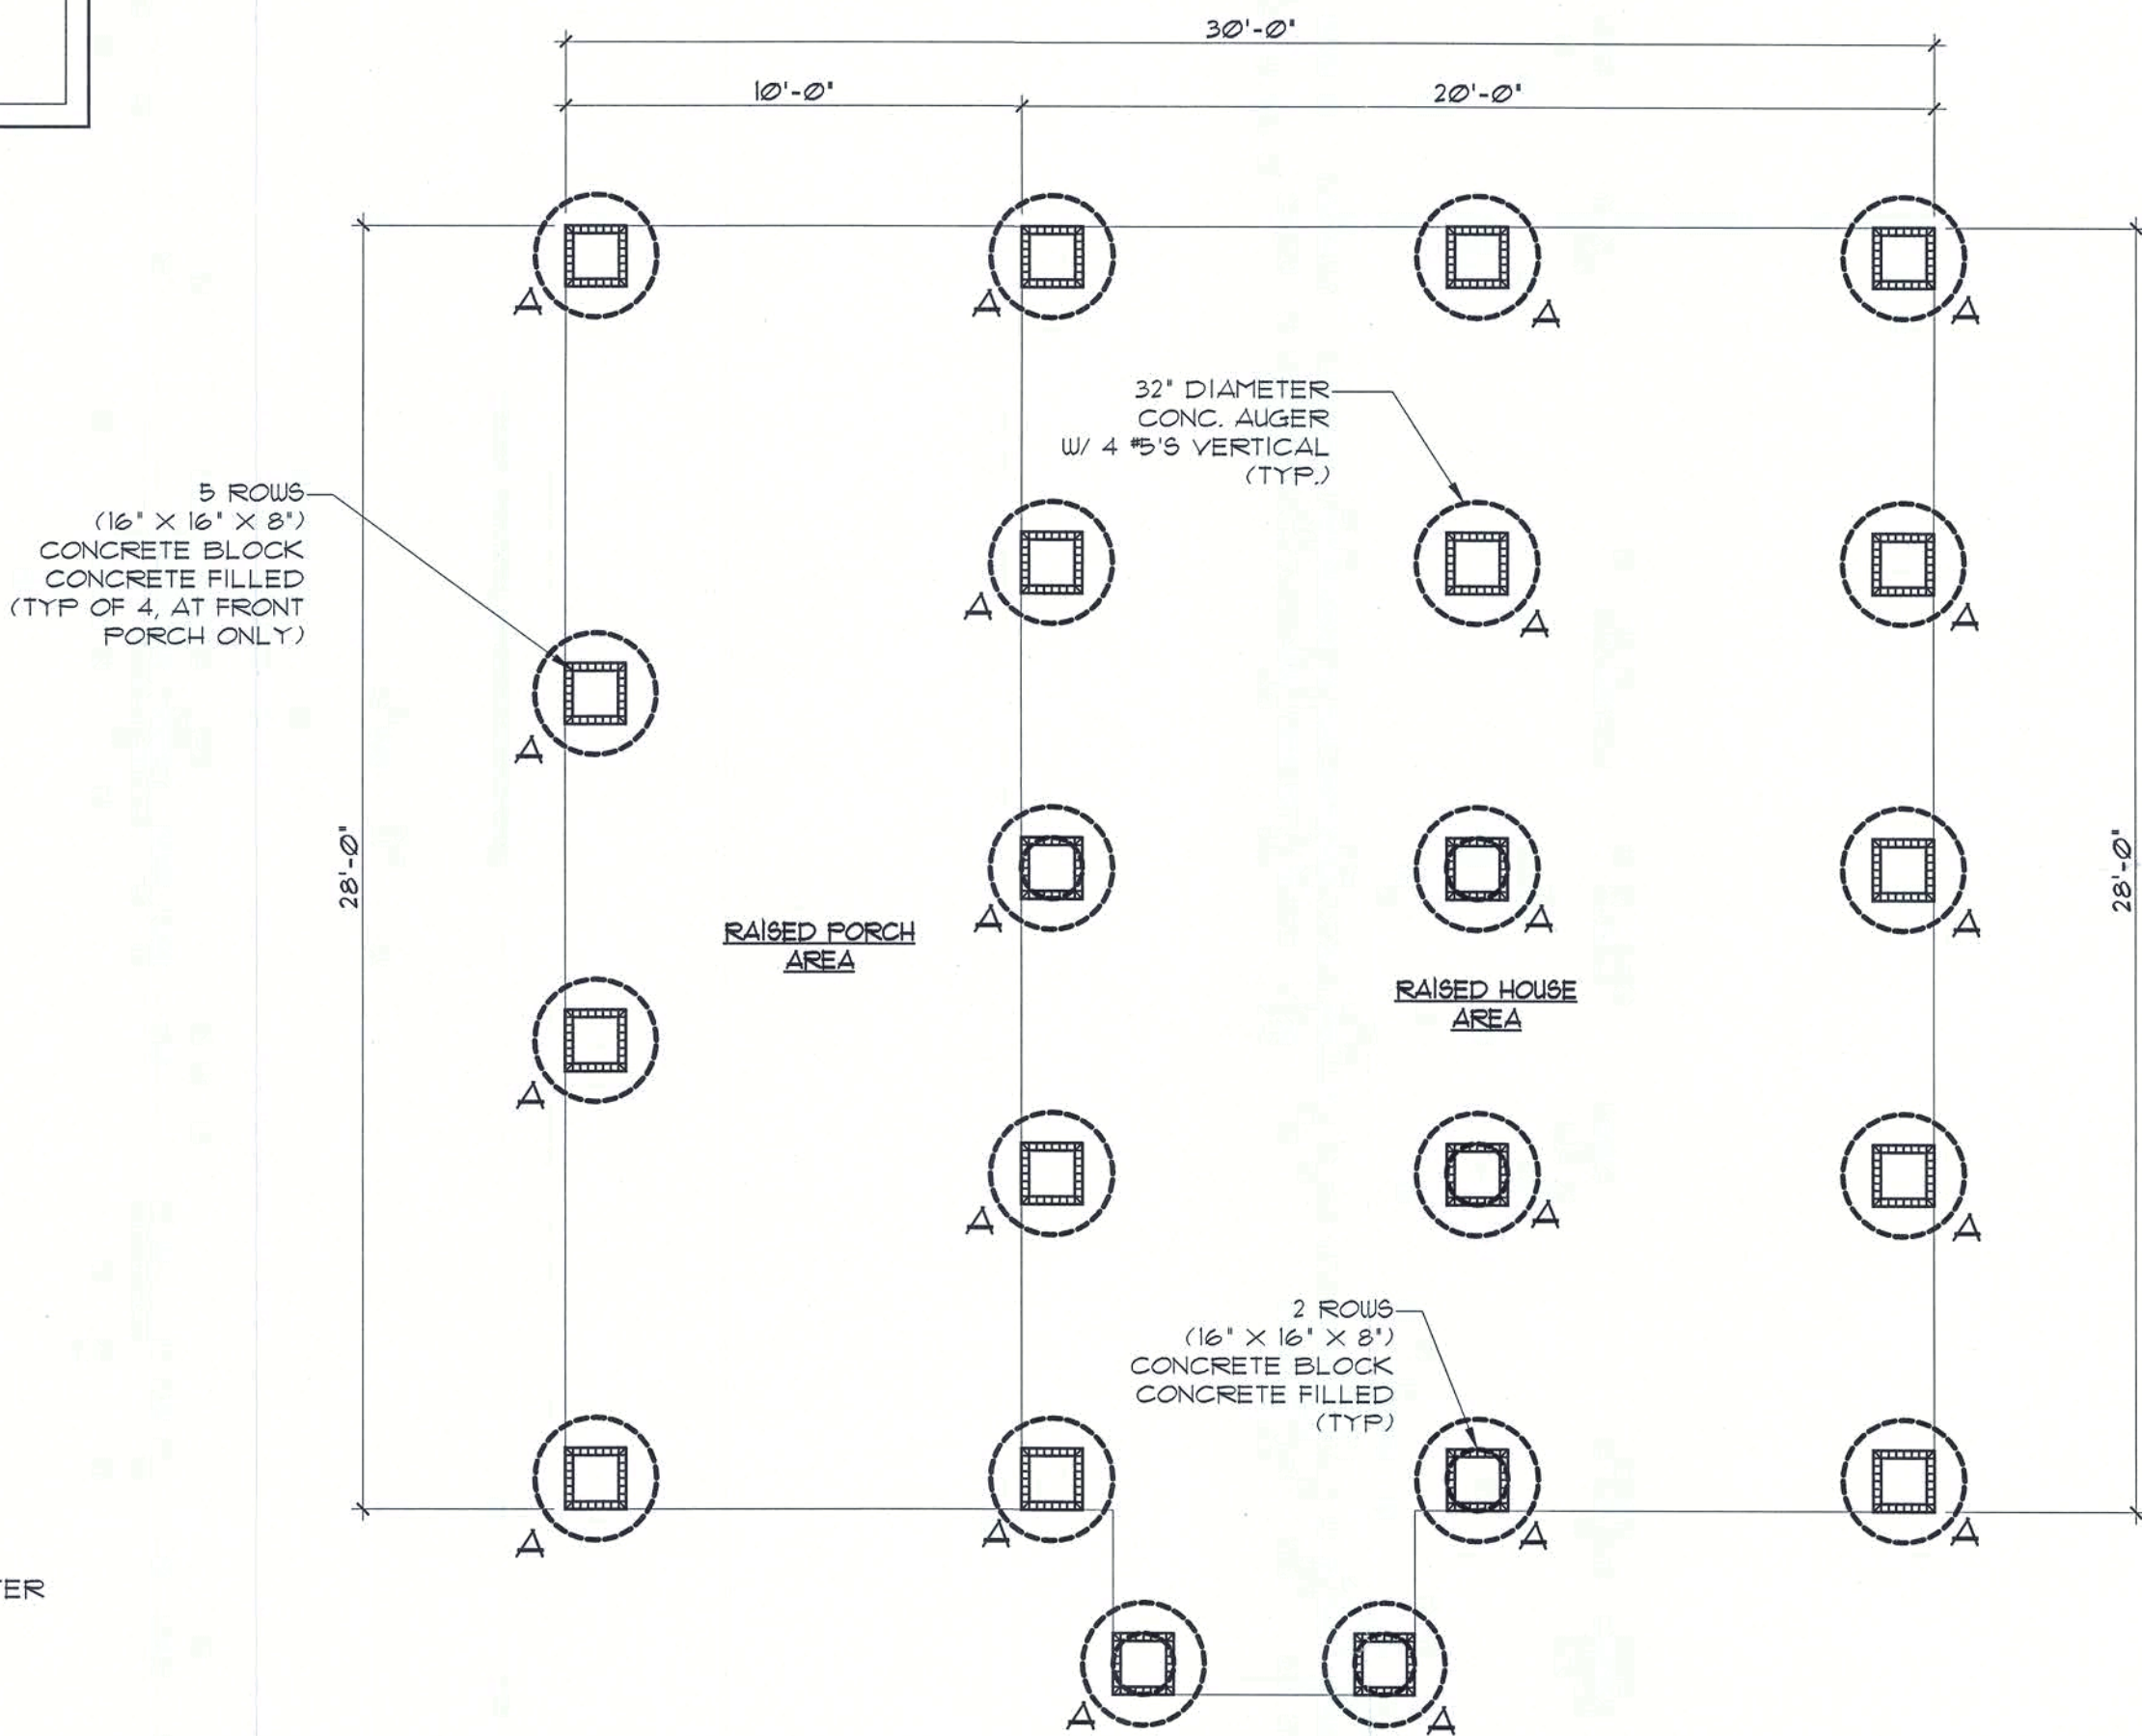 30'-0"
10'-0"
20'-0"
A
A
A
A
32" DIAMETER
CONC. AUGER
W/ 4 #5'S VERTICAL
(TYP.)
5 ROWS
(16" X 16" X 8")
CONCRETE BLOCK
CONCRETE FILLED
(TYP OF 4, AT FRONT
PORCH ONLY)
A
A
A
A
28'-0"
28'-0"
A
A
A
RAISED PORCH
AREA
RAISED HOUSE
AREA
A
A
A
A
2 ROWS
(16" X 16" X 8")
CONCRETE BLOCK
CONCRETE FILLED
(TYP)
A
A
A
A
TER
A
A